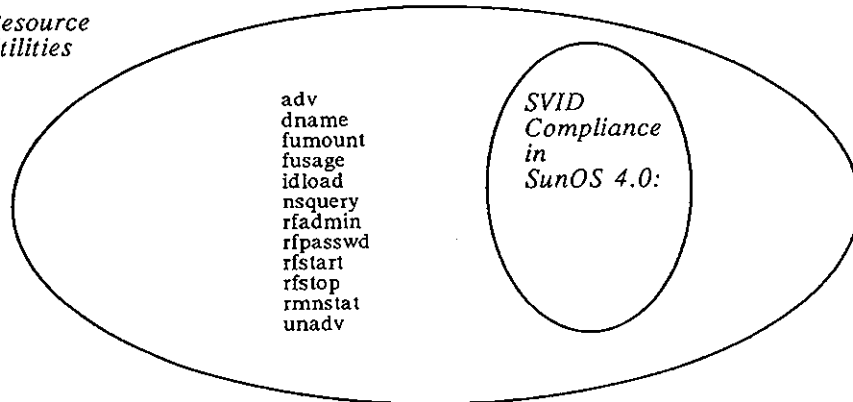 esource
tilities
adv
dname
fumount
fusage
idload
nsquery
rfadmin
rfpasswd
rfstart
rfstop
rmnstat
unadv
SVID
Compliance
in
SunOS 4.0: